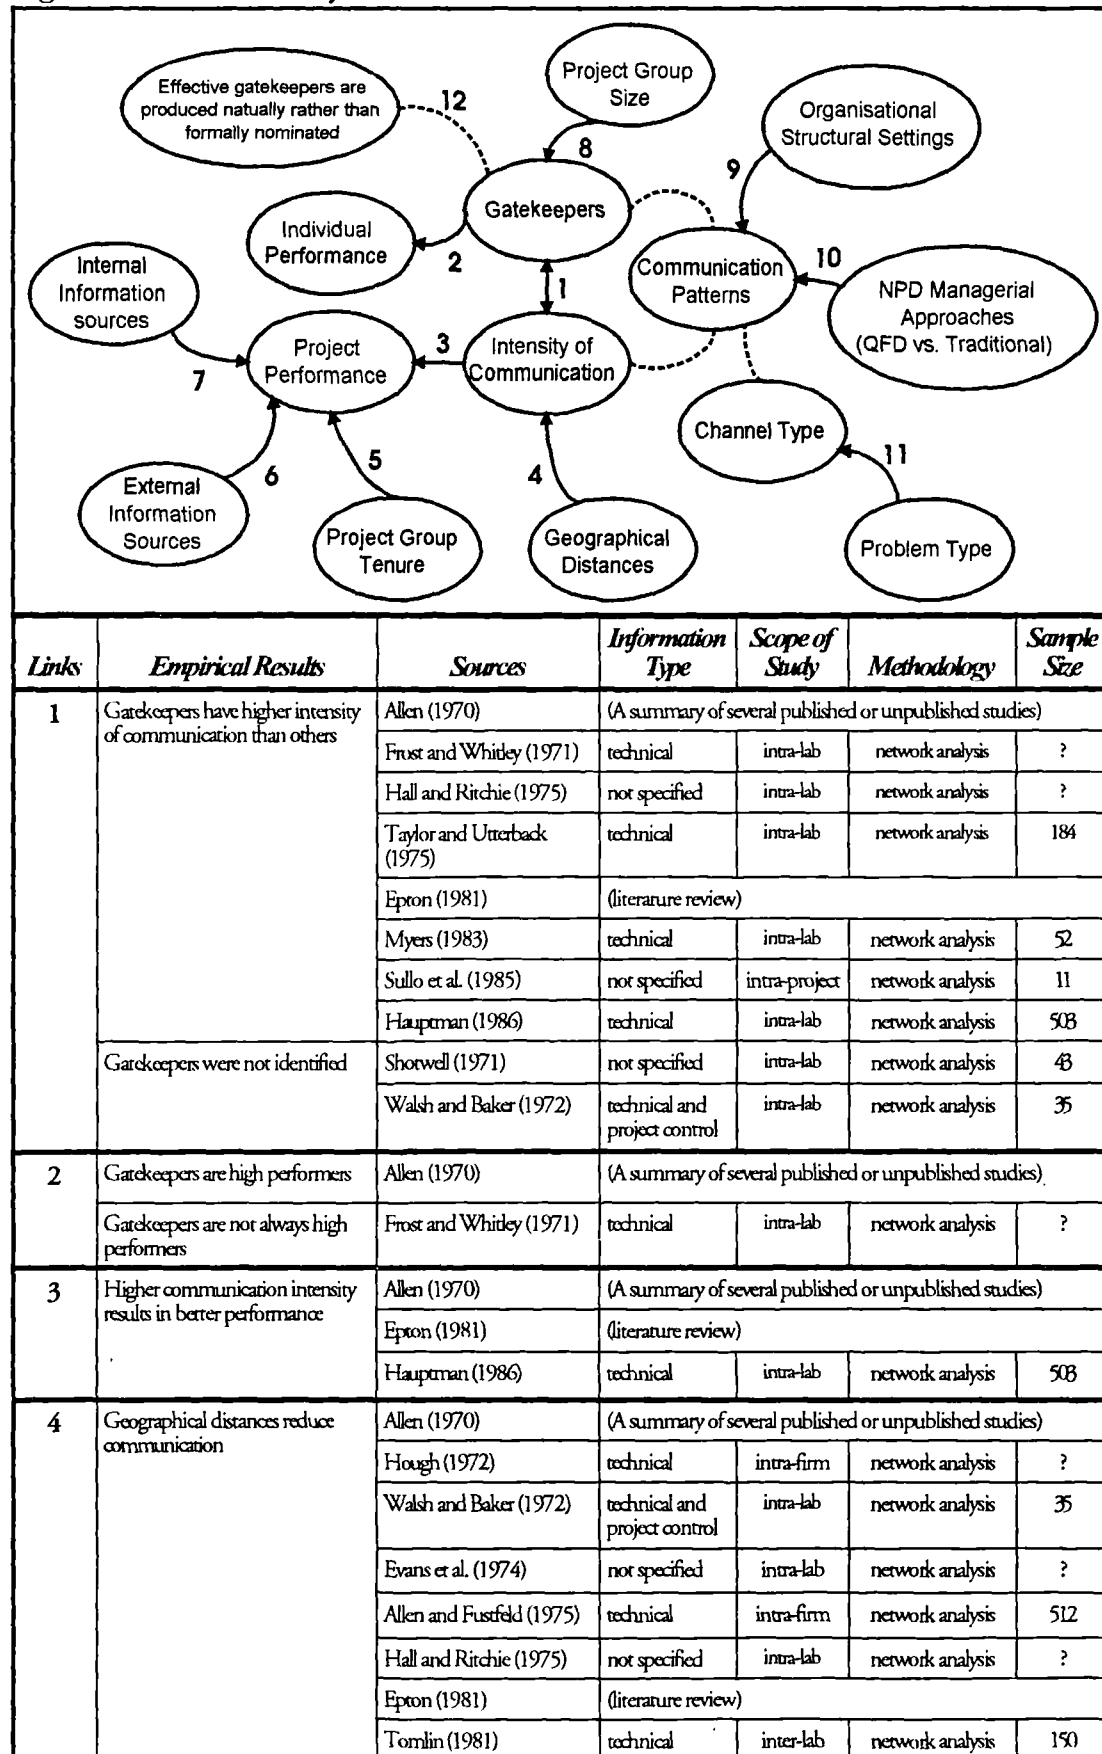 Effective gatekeepers are
produced natually rather than
formally nominated
12
Project Group
Size
8
Organisational
Structural Settings
9
Gatekeepers
Individual
Performance
2
1
Communication
Patterns
10
NPD Managerial
Approaches
(QFD vs. Traditional)
Internal
Information
sources
7
Project
Performance
3
Intensity of
Communication
Channel Type
11
External
Information
Sources
6
5
Project Group
Tenure
4
Geographical
Distances
Problem Type
Links Empirical Results Sources Information Type Scope of Study Methodology Sample Size
1 Gatekeepers have higher intensity of communication than others Allen (1970) (A summary of several published or unpublished studies)
Frost and Whitley (1971) technical intra-lab network analysis ?
Hall and Ritchie (1975) not specified intra-lab network analysis ?
Taylor and Utterback (1975) technical intra-lab network analysis 184
Epton (1981) (literature review)
Myers (1983) technical intra-lab network analysis 52
Sullo et al. (1985) not specified intra-project network analysis 11
Hauptman (1986) technical intra-lab network analysis 503
Gatekeepers were not identified Shotwell (1971) not specified intra-lab network analysis 43
Walsh and Baker (1972) technical and project control intra-lab network analysis 35
2 Gatekeepers are high performers Allen (1970) (A summary of several published or unpublished studies)
Gatekeepers are not always high performers Frost and Whitley (1971) technical intra-lab network analysis ?
3 Higher communication intensity results in better performance Allen (1970) (A summary of several published or unpublished studies)
Epton (1981) (literature review)
Hauptman (1986) technical intra-lab network analysis 503
4 Geographical distances reduce communication Allen (1970) (A summary of several published or unpublished studies)
Hough (1972) technical intra-firm network analysis ?
Walsh and Baker (1972) technical and project control intra-lab network analysis 35
Evans et al. (1974) not specified intra-lab network analysis ?
Allen and Fustfeld (1975) technical intra-firm network analysis 512
Hall and Ritchie (1975) not specified intra-lab network analysis ?
Epton (1981) (literature review)
Tomlin (1981) technical inter-lab network analysis 150